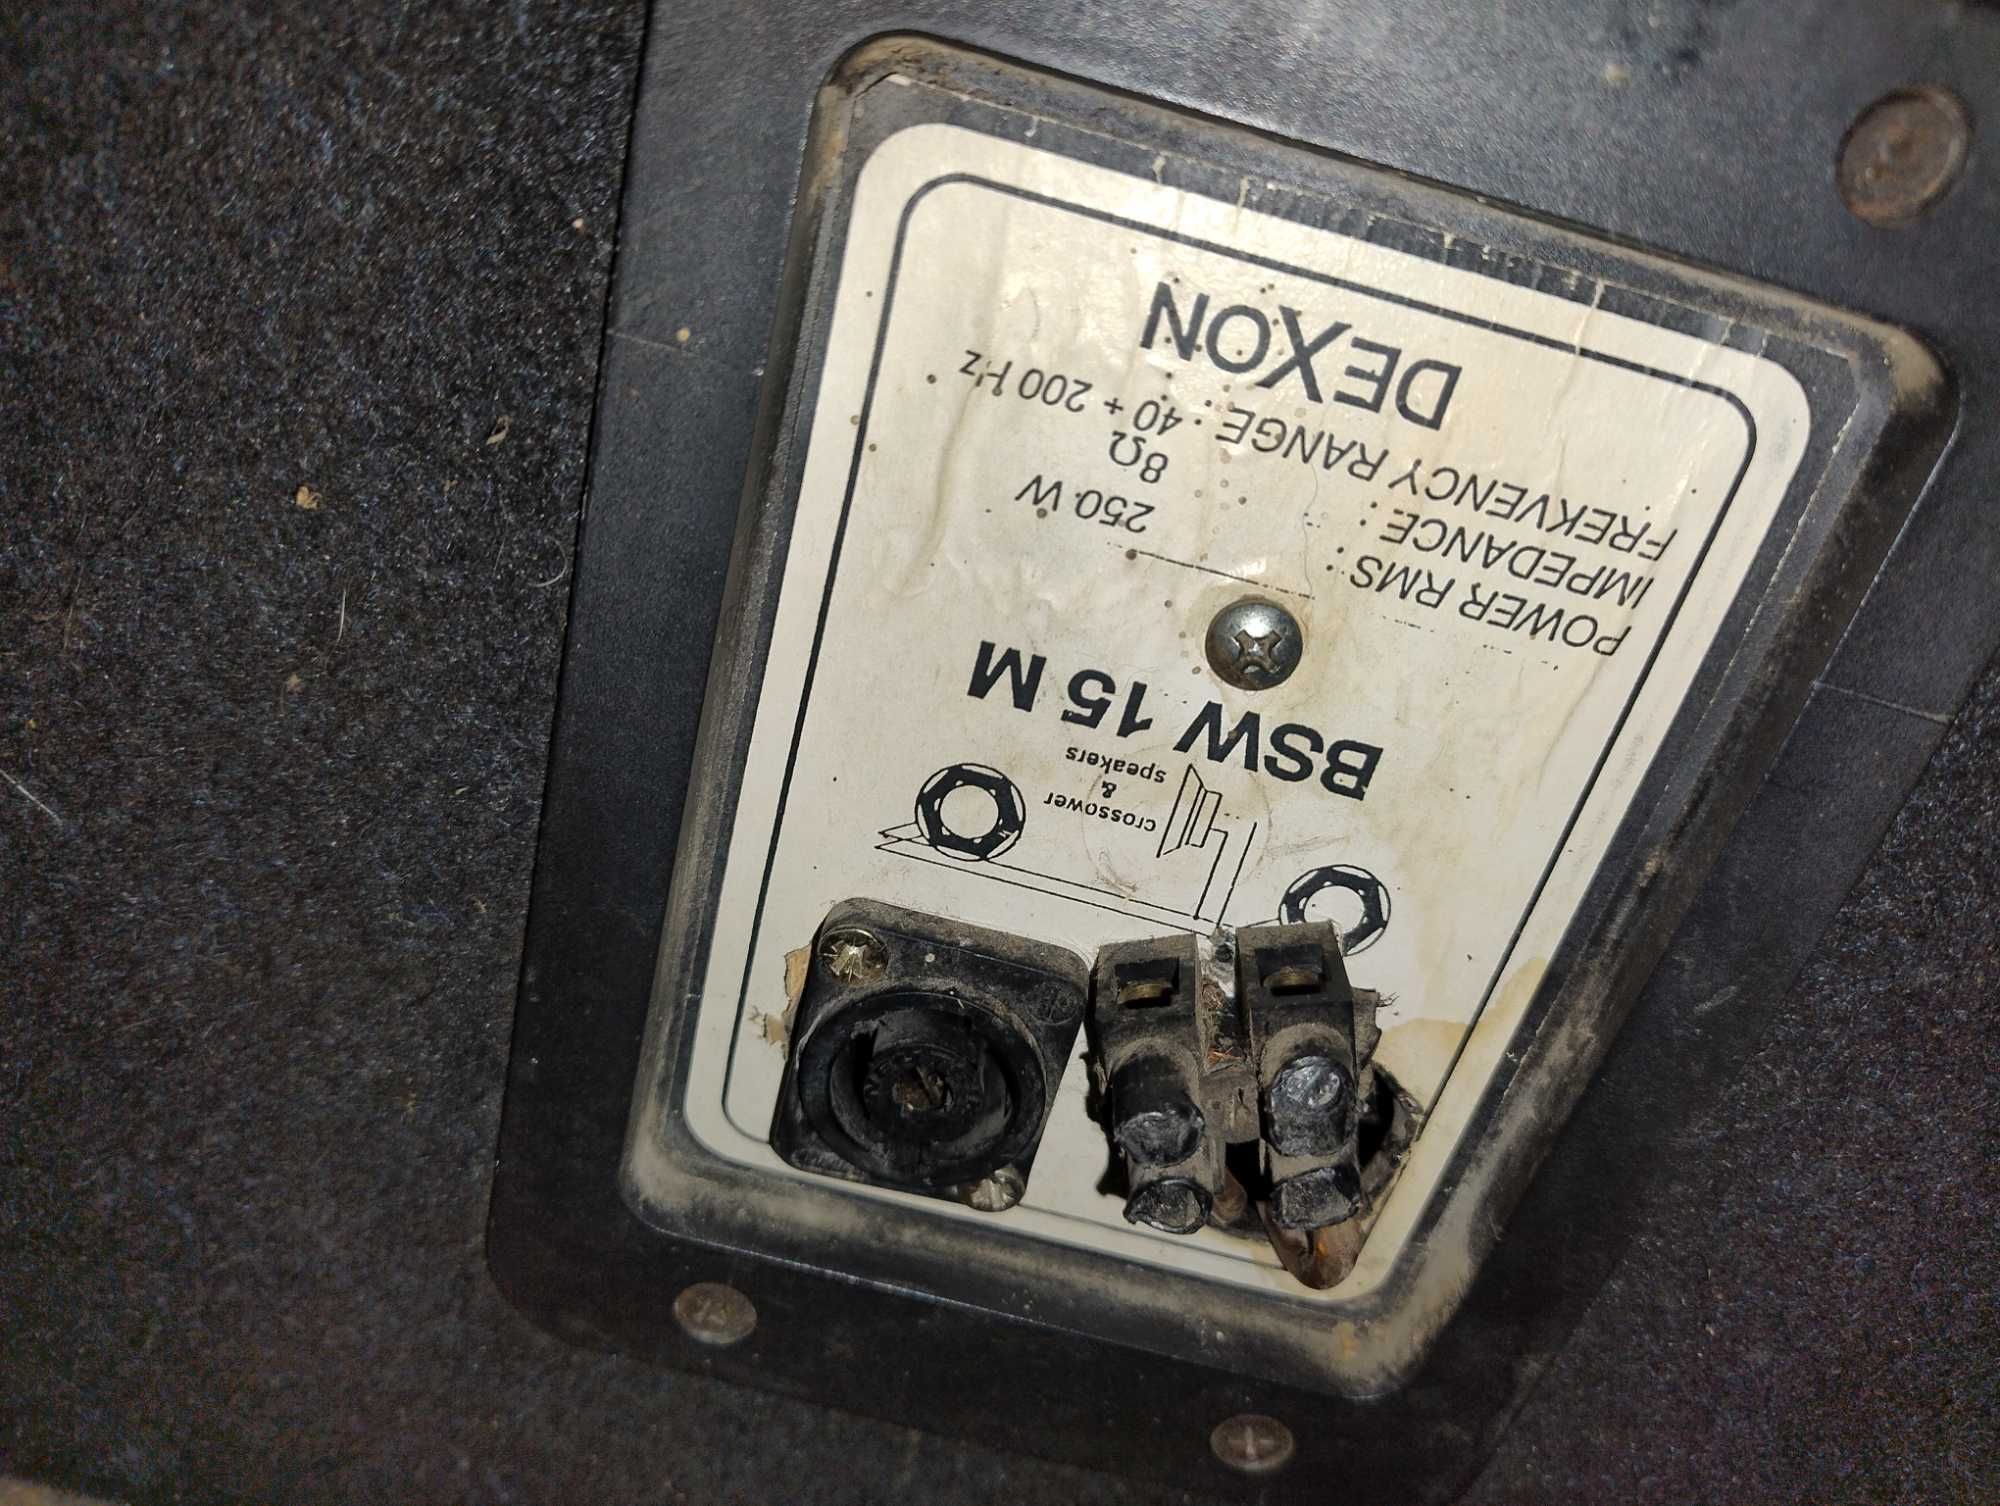 crossower
&
speakers
BSW 15 M
POWER RMS : 250 W
IMPEDANCE : 8Ω
FREKVENCY RANGE : 40 + 200 Hz
DEXON